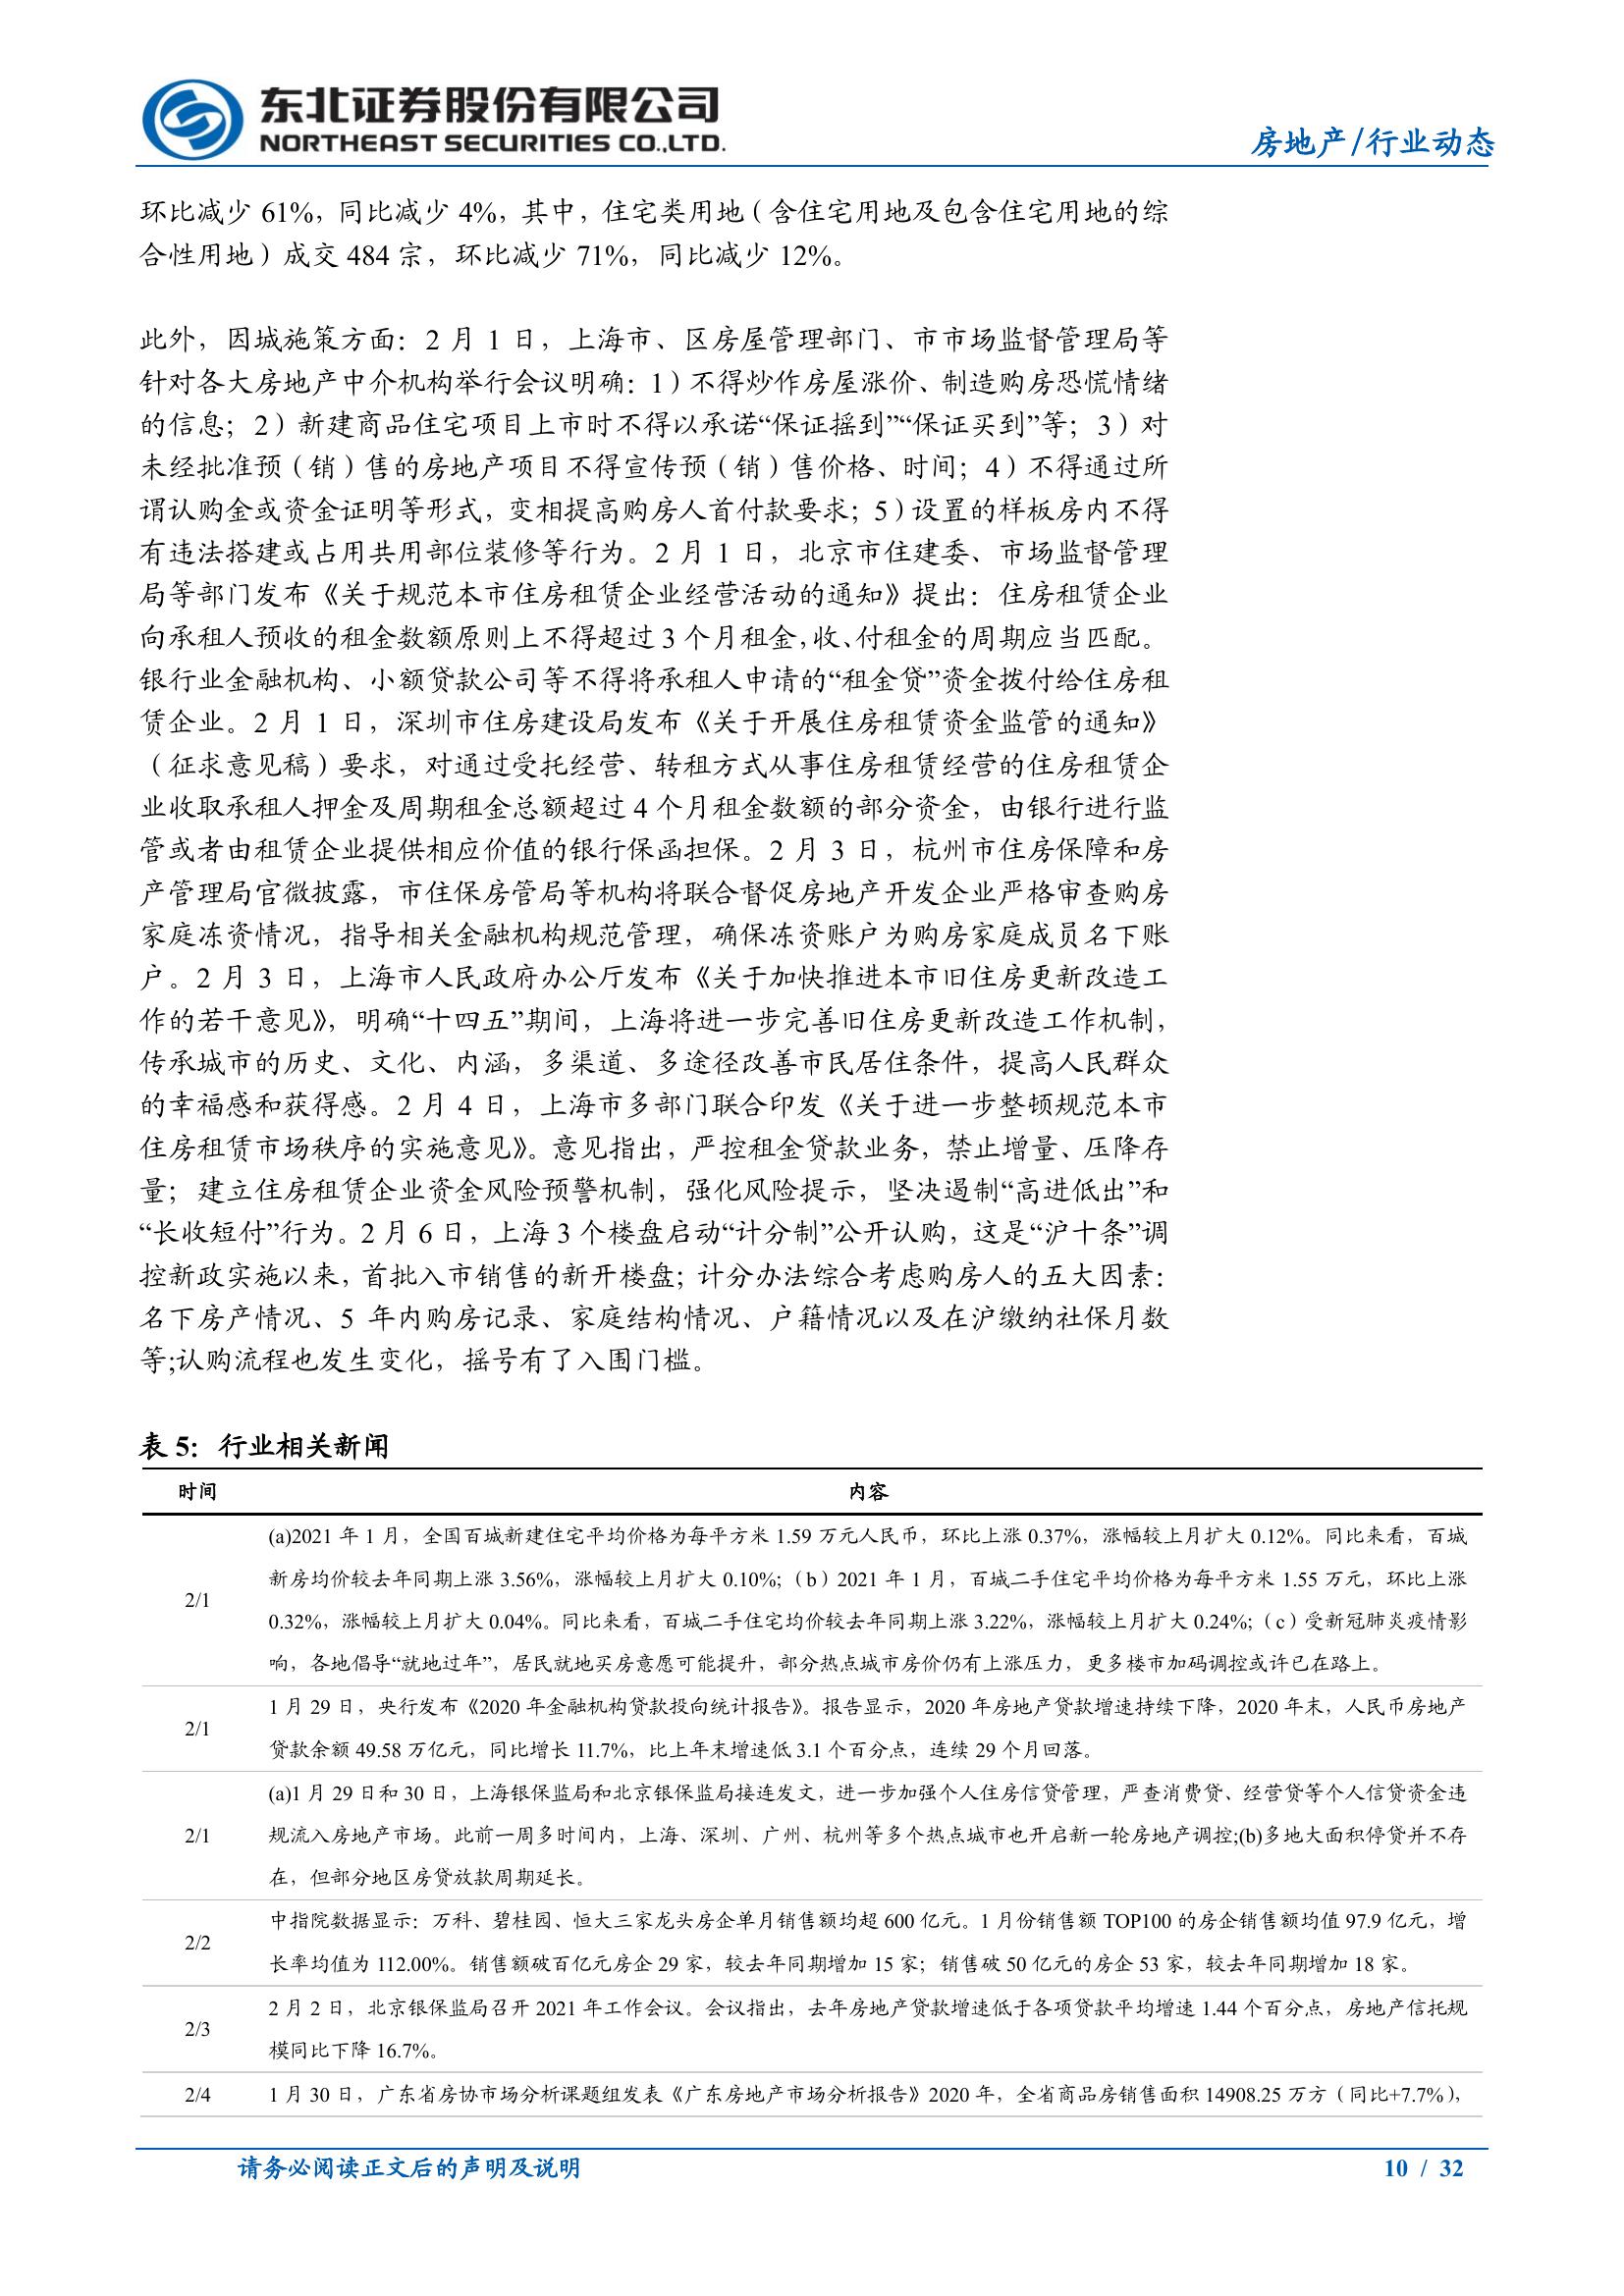 东北证券股份有限公司
NORTHEAST SECURITIES CO.,LTD.
房地产/行业动态
环比减少 61%，同比减少 4%，其中，住宅类用地（含住宅用地及包含住宅用地的综
合性用地）成交 484 宗，环比减少 71%，同比减少 12%。
此外，因城施策方面：2 月 1 日，上海市、区房屋管理部门、市市场监督管理局等
针对各大房地产中介机构举行会议明确：1）不得炒作房屋涨价、制造购房恐慌情绪
的信息；2）新建商品住宅项目上市时不得以承诺“保证摇到”“保证买到”等；3）对
未经批准预（销）售的房地产项目不得宣传预（销）售价格、时间；4）不得通过所
谓认购金或资金证明等形式，变相提高购房人首付款要求；5）设置的样板房内不得
有违法搭建或占用共用部位装修等行为。2 月 1 日，北京市住建委、市场监督管理
局等部门发布《关于规范本市住房租赁企业经营活动的通知》提出：住房租赁企业
向承租人预收的租金数额原则上不得超过 3 个月租金，收、付租金的周期应当匹配。
银行业金融机构、小额贷款公司等不得将承租人申请的“租金贷”资金拨付给住房租
赁企业。2 月 1 日，深圳市住房建设局发布《关于开展住房租赁资金监管的通知》
（征求意见稿）要求，对通过受托经营、转租方式从事住房租赁经营的住房租赁企
业收取承租人押金及周期租金总额超过 4 个月租金数额的部分资金，由银行进行监
管或者由租赁企业提供相应价值的银行保函担保。2 月 3 日，杭州市住房保障和房
产管理局官微披露，市住保房管局等机构将联合督促房地产开发企业严格审查购房
家庭冻资情况，指导相关金融机构规范管理，确保冻资账户为购房家庭成员名下账
户。2 月 3 日，上海市人民政府办公厅发布《关于加快推进本市旧住房更新改造工
作的若干意见》，明确“十四五”期间，上海将进一步完善旧住房更新改造工作机制，
传承城市的历史、文化、内涵，多渠道、多途径改善市民居住条件，提高人民群众
的幸福感和获得感。2 月 4 日，上海市多部门联合印发《关于进一步整顿规范本市
住房租赁市场秩序的实施意见》。意见指出，严控租金贷款业务，禁止增量、压降存
量；建立住房租赁企业资金风险预警机制，强化风险提示，坚决遏制“高进低出”和
“长收短付”行为。2 月 6 日，上海 3 个楼盘启动“计分制”公开认购，这是“沪十条”调
控新政实施以来，首批入市销售的新开楼盘；计分办法综合考虑购房人的五大因素：
名下房产情况、5 年内购房记录、家庭结构情况、户籍情况以及在沪缴纳社保月数
等;认购流程也发生变化，摇号有了入围门槛。
表 5：行业相关新闻
时间 内容
2/1 (a)2021 年 1 月，全国百城新建住宅平均价格为每平方米 1.59 万元人民币，环比上涨 0.37%，涨幅较上月扩大 0.12%。同比来看，百城
新房均价较去年同期上涨 3.56%，涨幅较上月扩大 0.10%;（b）2021 年 1 月，百城二手住宅平均价格为每平方米 1.55 万元，环比上涨
0.32%，涨幅较上月扩大 0.04%。同比来看，百城二手住宅均价较去年同期上涨 3.22%，涨幅较上月扩大 0.24%;（c）受新冠肺炎疫情影
响，各地倡导“就地过年”，居民就地买房意愿可能提升，部分热点城市房价仍有上涨压力，更多楼市加码调控或许已在路上。
2/1 1 月 29 日，央行发布《2020 年金融机构贷款投向统计报告》。报告显示，2020 年房地产贷款增速持续下降，2020 年末，人民币房地产
贷款余额 49.58 万亿元，同比增长 11.7%，比上年末增速低 3.1 个百分点，连续 29 个月回落。
2/1 (a)1 月 29 日和 30 日，上海银保监局和北京银保监局接连发文，进一步加强个人住房信贷管理，严查消费贷、经营贷等个人信贷资金违
规流入房地产市场。此前一周多时间内，上海、深圳、广州、杭州等多个热点城市也开启新一轮房地产调控;(b)多地大面积停贷并不存
在，但部分地区房贷放款周期延长。
2/2 中指院数据显示：万科、碧桂园、恒大三家龙头房企单月销售额均超 600 亿元。1 月份销售额 TOP100 的房企销售额均值 97.9 亿元，增
长率均值为 112.00%。销售额破百亿元房企 29 家，较去年同期增加 15 家；销售破 50 亿元的房企 53 家，较去年同期增加 18 家。
2/3 2 月 2 日，北京银保监局召开 2021 年工作会议。会议指出，去年房地产贷款增速低于各项贷款平均增速 1.44 个百分点，房地产信托规
模同比下降 16.7%。
2/4 1 月 30 日，广东省房协市场分析课题组发表《广东房地产市场分析报告》2020 年，全省商品房销售面积 14908.25 万方（同比+7.7%），
请务必阅读正文后的声明及说明
10 / 32